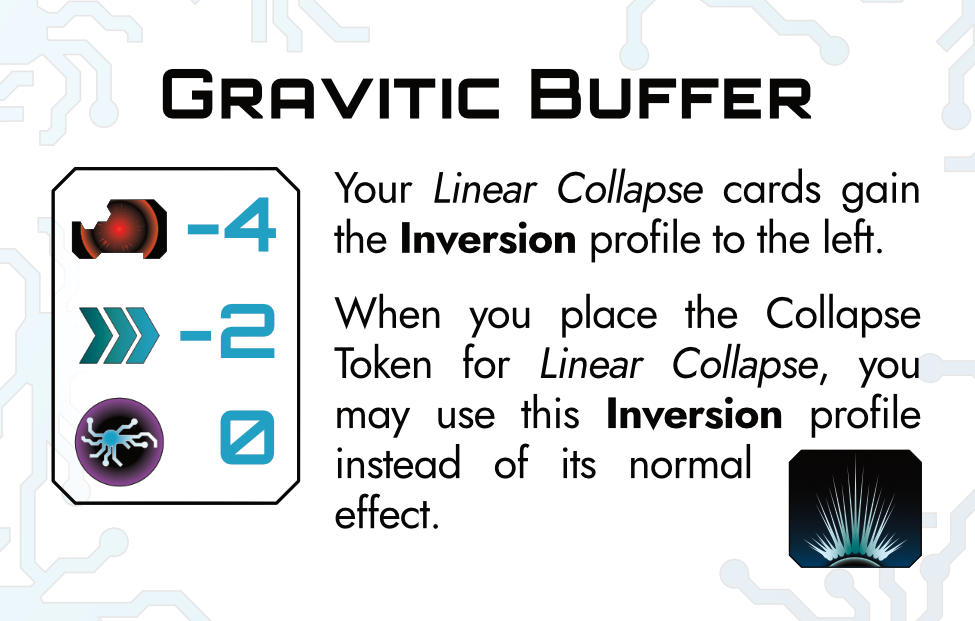 GRAVITIC BUFFER
-4
-2
0
Your Linear Collapse cards gain
the Inversion profile to the left.
When you place the Collapse
Token for Linear Collapse, you
may use this Inversion profile
instead of its normal
effect.